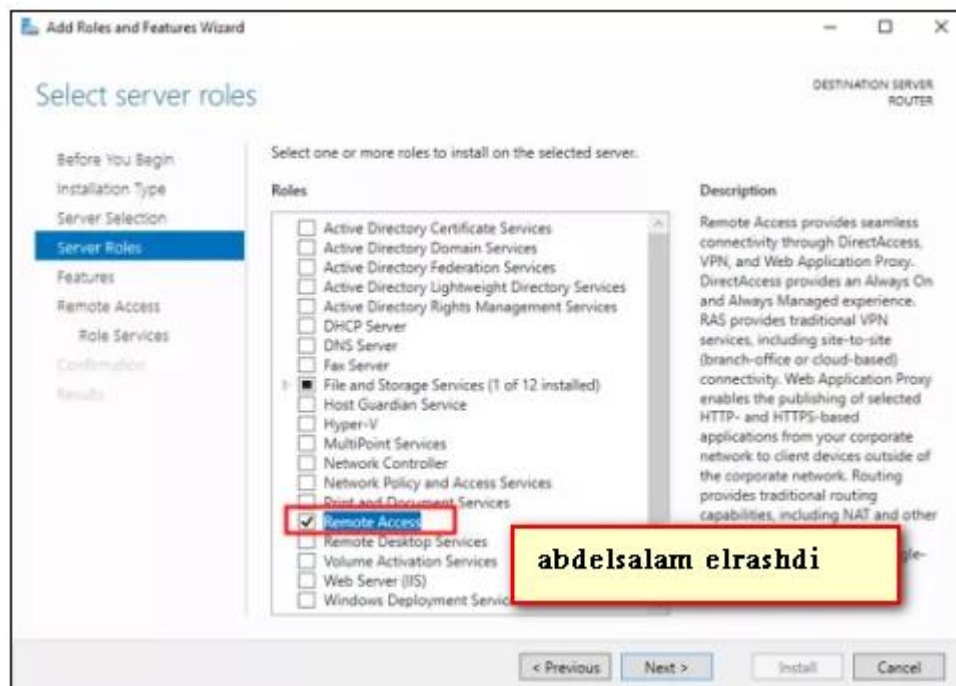 Add Roles and Features Wizard
Select server roles
DESTINATION SERVER
ROUTER
Before You Begin
Installation Type
Server Selection
Server Roles
Features
Remote Access
Role Services
Confirmation
Results
Select one or more roles to install on the selected server.
Roles
Active Directory Certificate Services
Active Directory Domain Services
Active Directory Federation Services
Active Directory Lightweight Directory Services
Active Directory Rights Management Services
DHCP Server
DNS Server
Fax Server
File and Storage Services (1 of 12 installed)
Host Guardian Service
Hyper-V
MultiPoint Services
Network Controller
Network Policy and Access Services
Print and Document Services
Remote Access
Remote Desktop Services
Volume Activation Services
Web Server (IIS)
Windows Deployment
Description
Remote Access provides seamless
connectivity through DirectAccess,
VPN, and Web Application Proxy.
DirectAccess provides an Always On
and Always Managed experience.
RAS provides traditional VPN
services, including site-to-site
(branch-office or cloud-based)
connectivity. Web Application Proxy
enables the publishing of selected
HTTP- and HTTPS-based
applications from your corporate
network to client devices outside of
the corporate network. Routing
provides traditional routing
capabilities, including NAT and other
abdelsalam elrashdi
< Previous
Next >
Install
Cancel